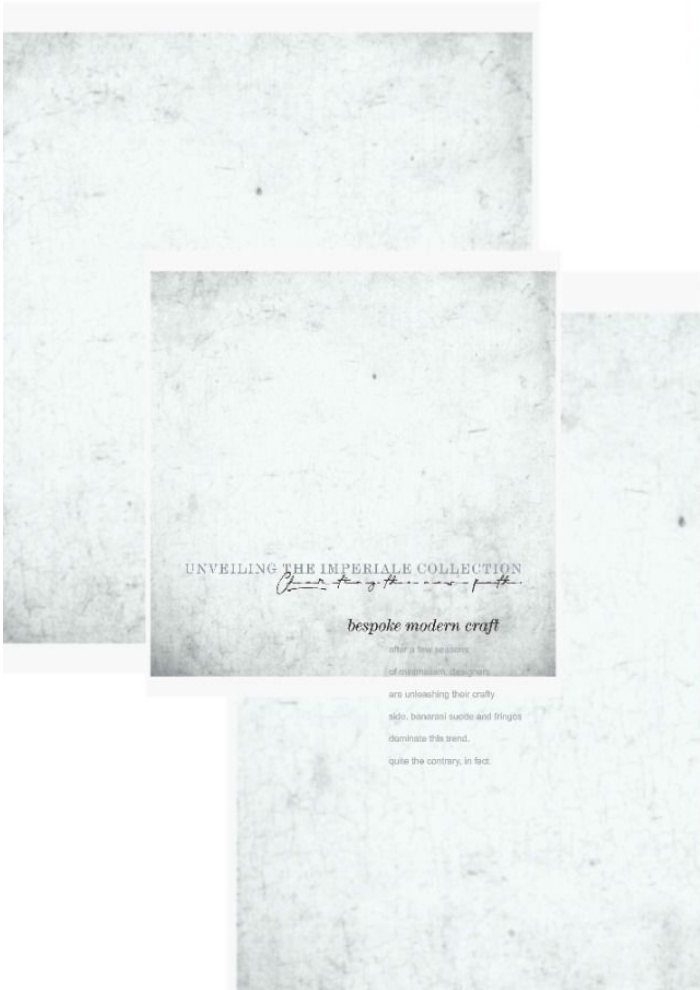 UNVEILING THE IMPERIALE COLLECTION
bespoke modern craft
after a few seasons
of minimalism, designers
are unleashing their crafty
side. banarasi suede and fringes
dominate this trend.
quite the contrary, in fact